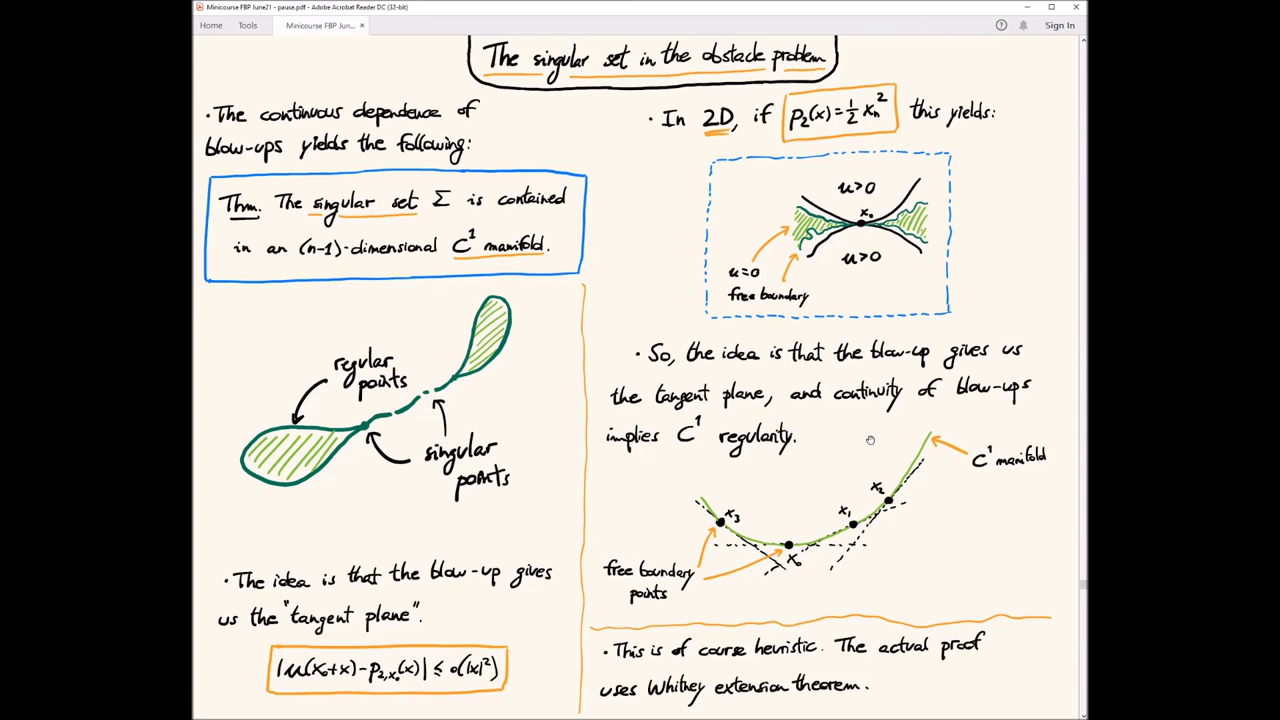 Minicourse FBP June21 - pause.pdf - Adobe Acrobat Reader DC (32-bit)
Home Tools Minicourse FBP Jun... × Sign In
The singular set in the obstacle problem
• The continuous dependence of
blow-ups yields the following:
Thm. The singular set Σ is contained
in an (n-1)-dimensional C¹ manifold.
regular
points
singular
points
• The idea is that the blow-up gives
us the "tangent plane".
|u(x₀+x)-p₂,ₓ₀(x)| ≤ o(|x|²)
• In 2D, if p₂(x)=½xₙ² this yields:
u>0
x₀
u>0
u=0
free boundary
• So, the idea is that the blow-up gives us
the tangent plane, and continuity of blow-ups
implies C¹ regularity.
C¹ manifold
x₂
x₁
x₃
x₀
free boundary
points
• This is of course heuristic. The actual proof
uses Whitney extension theorem.